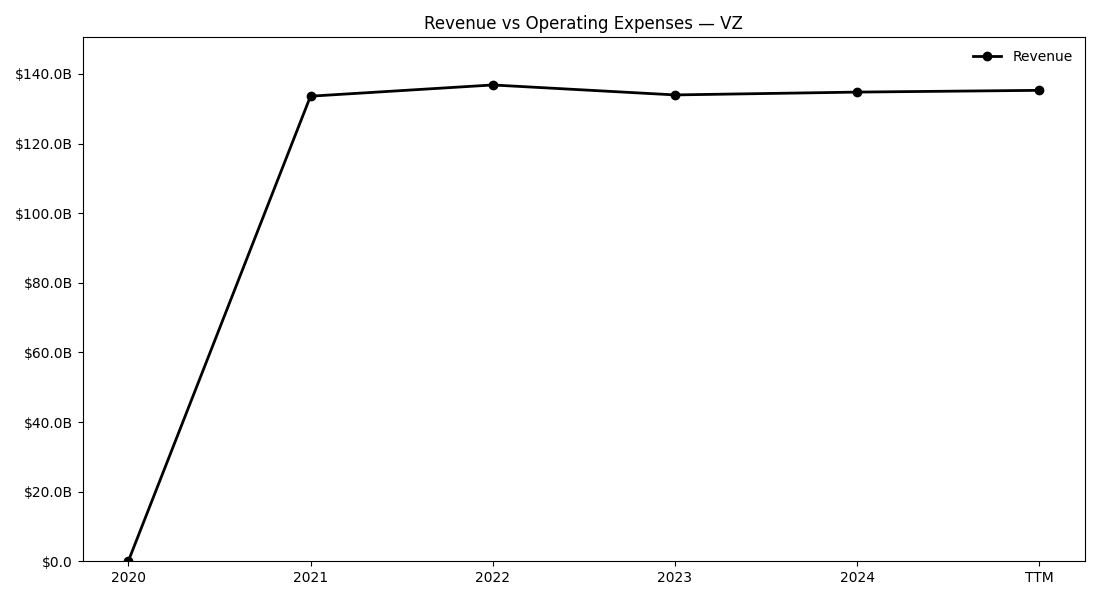 Revenue vs Operating Expenses — VZ
Revenue
$140.0B
$120.0B
$100.0B
$80.0B
$60.0B
$40.0B
$20.0B
$0.0
2020 2021 2022 2023 2024 TTM